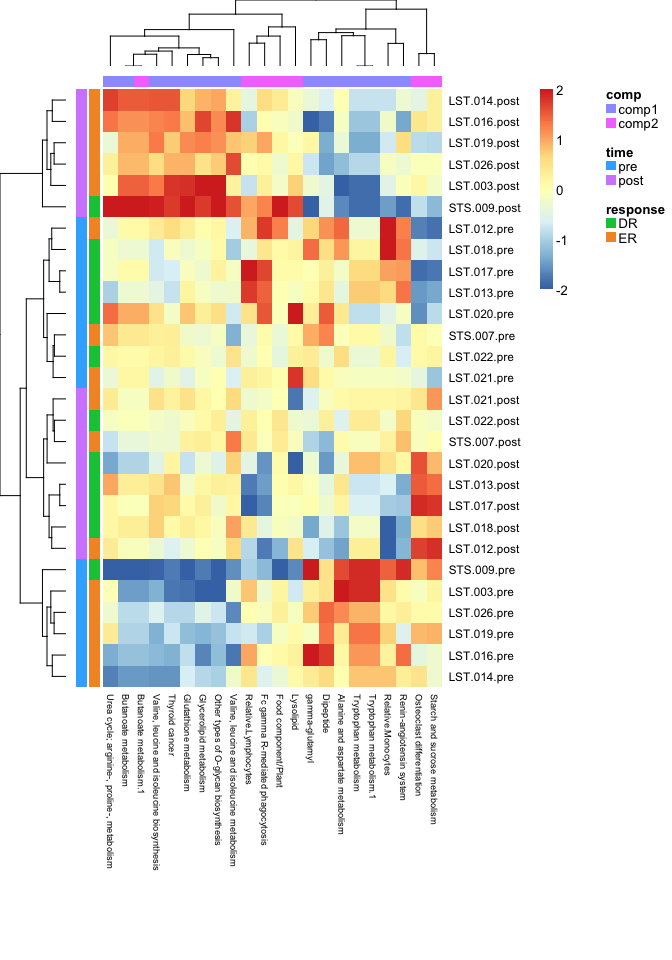 LST.014.post
LST.016.post
LST.019.post
LST.026.post
LST.003.post
STS.009.post
LST.012.pre
LST.018.pre
LST.017.pre
LST.013.pre
LST.020.pre
STS.007.pre
LST.022.pre
LST.021.pre
LST.021.post
LST.022.post
STS.007.post
LST.020.post
LST.013.post
LST.017.post
LST.018.post
LST.012.post
STS.009.pre
LST.003.pre
LST.026.pre
LST.019.pre
LST.016.pre
LST.014.pre
2
1
0
-1
-2
comp
comp1
comp2
time
pre
post
response
DR
ER
Urea cycle; arginine-, proline-, metabolism
Butanoate metabolism
Butanoate metabolism.1
Valine, leucine and isoleucine biosynthesis
Thyroid cancer
Glutathione metabolism
Glycerolipid metabolism
Other types of O-glycan biosynthesis
Valine, leucine and isoleucine metabolism
Relative.Lymphocytes
Fc gamma R-mediated phagocytosis
Food component/Plant
Lysolipid
gamma-glutamyl
Dipeptide
Alanine and aspartate metabolism
Tryptophan metabolism
Tryptophan metabolism.1
Relative.Monocytes
Renin-angiotensin system
Osteoclast differentiation
Starch and sucrose metabolism